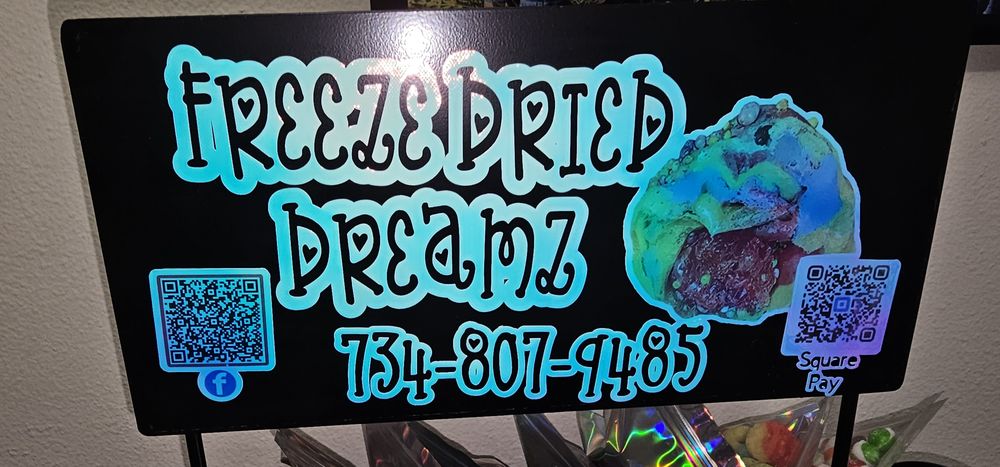 FREEZE DRIED
DREAMZ
734-807-9485
f
Square
Pay